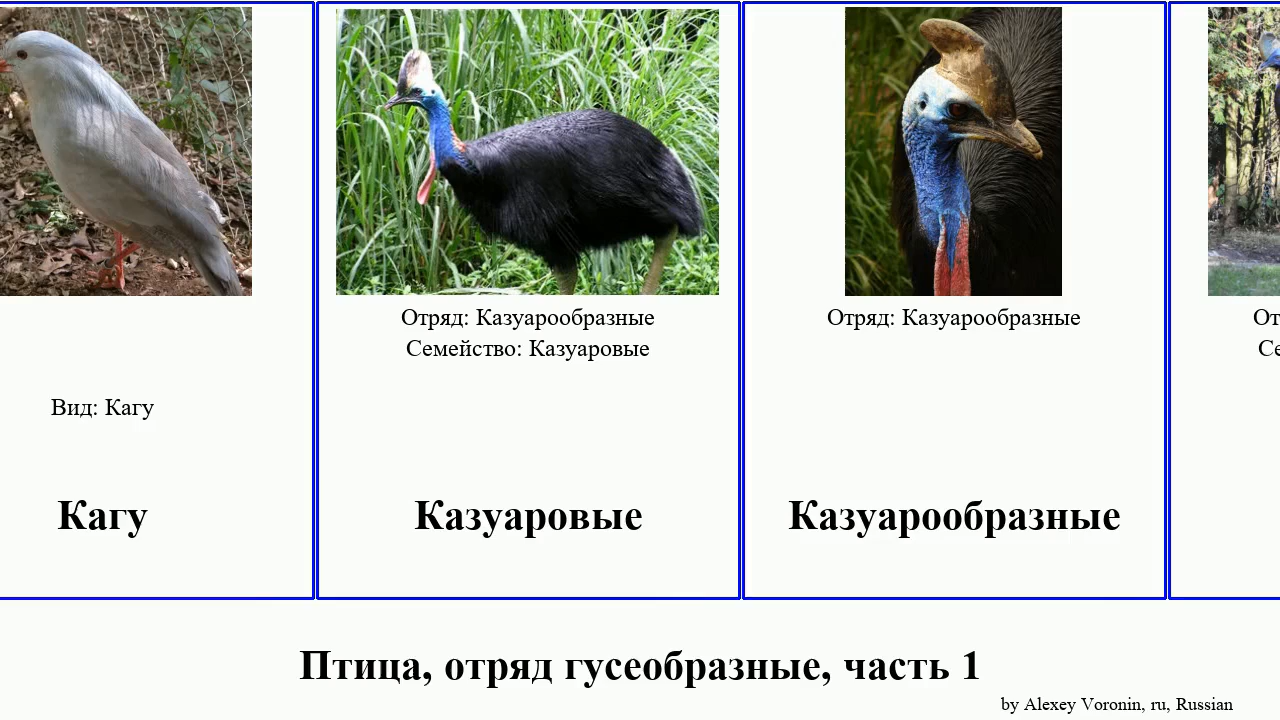 Вид: Кагу
Кагу
Отряд: Казуарообразные
Семейство: Казуаровые
Казуаровые
Отряд: Казуарообразные
Казуарообразные
Птица, отряд гусеобразные, часть 1
by Alexey Voronin, ru, Russian